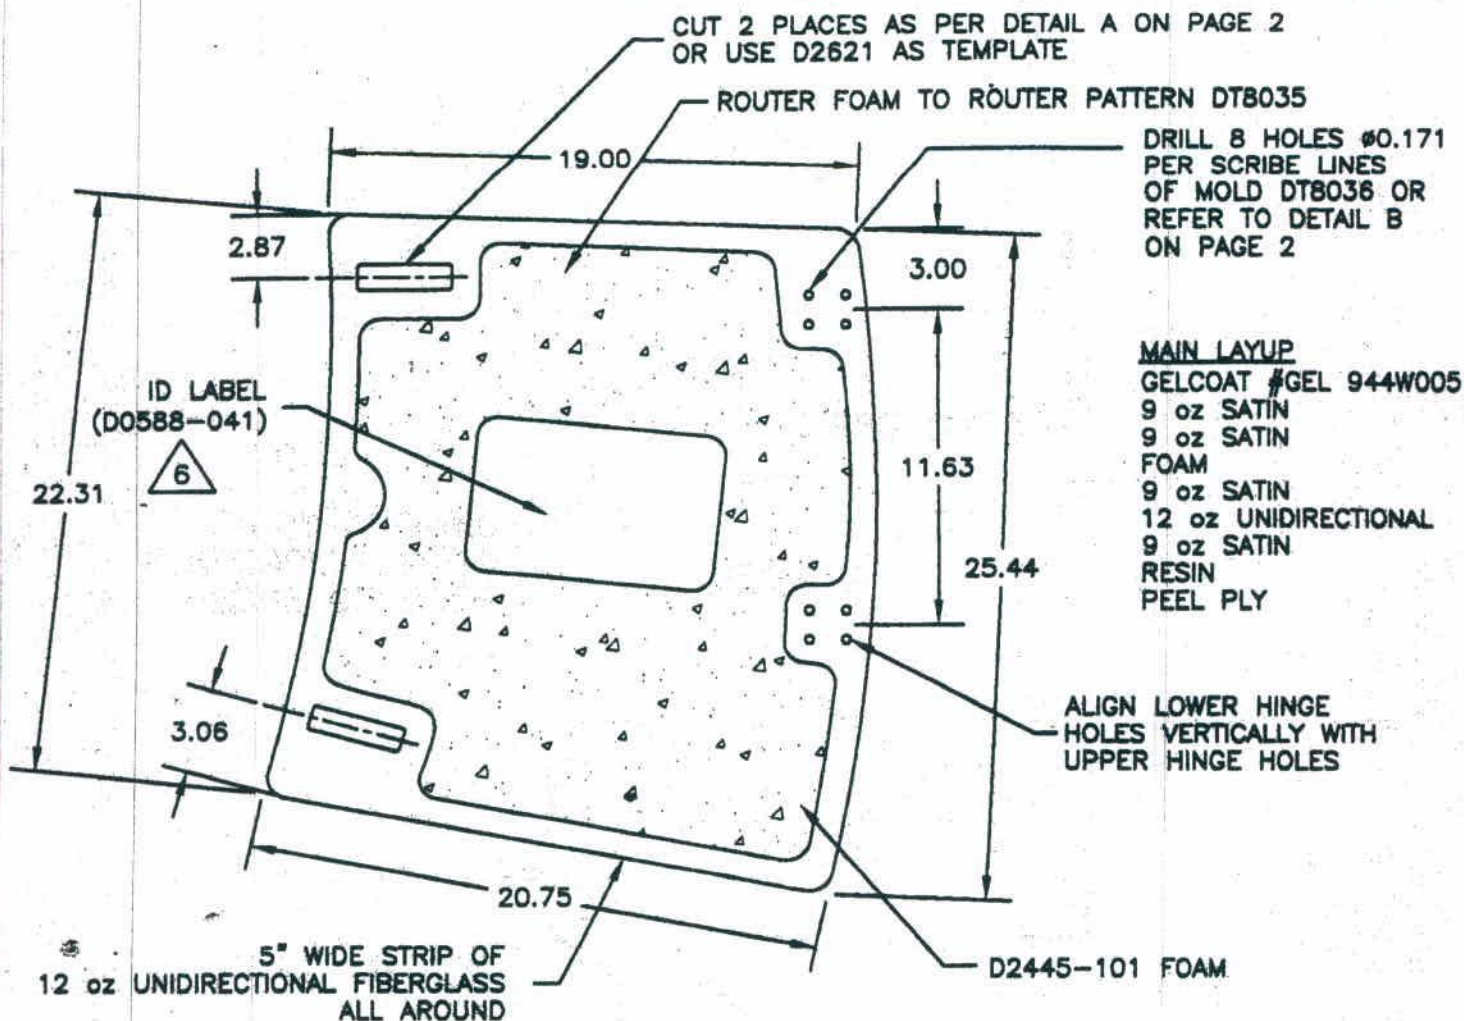 CUT 2 PLACES AS PER DETAIL A ON PAGE 2
OR USE D2621 AS TEMPLATE
ROUTER FOAM TO ROUTER PATTERN DT8035
DRILL 8 HOLES ø0.171
PER SCRIBE LINES
OF MOLD DT8036 OR
REFER TO DETAIL B
ON PAGE 2
19.00
2.87
3.00
MAIN LAYUP
GELCOAT #GEL 944W005
9 oz SATIN
9 oz SATIN
FOAM
9 oz SATIN
12 oz UNIDIRECTIONAL
9 oz SATIN
RESIN
PEEL PLY
ID LABEL
(D0588-041)
6
22.31
11.63
25.44
3.06
ALIGN LOWER HINGE
HOLES VERTICALLY WITH
UPPER HINGE HOLES
20.75
5" WIDE STRIP OF
12 oz UNIDIRECTIONAL FIBERGLASS
ALL AROUND
D2445-101 FOAM